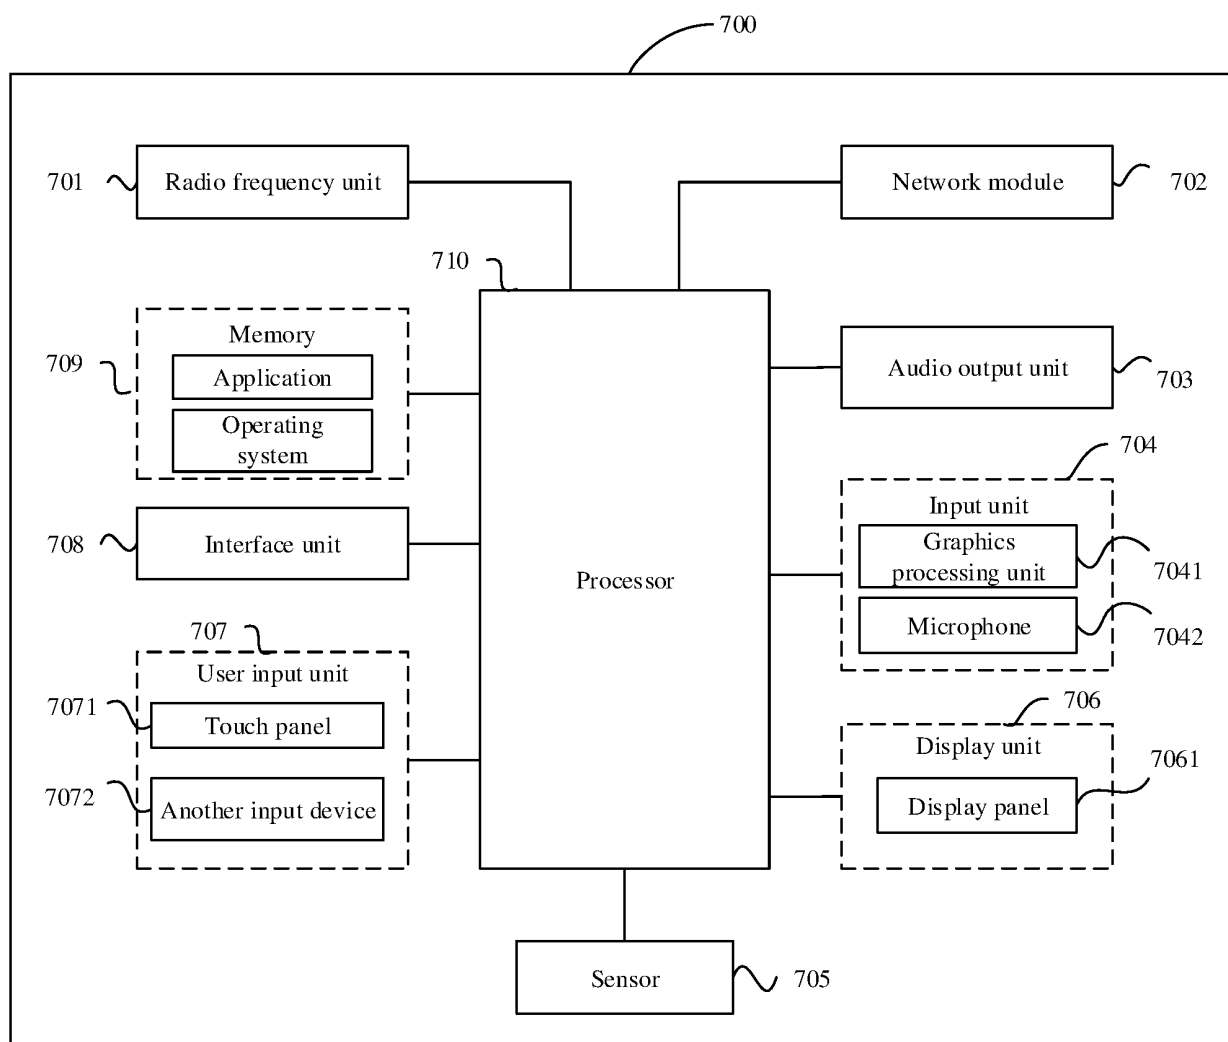 700
701
Radio frequency unit
Network module
702
710
709
Memory
Application
Operating
system
Audio output unit
703
704
Input unit
Graphics
processing unit
7041
Microphone
7042
708
Interface unit
Processor
707
User input unit
7071
Touch panel
7072
Another input device
706
Display unit
7061
Display panel
Sensor
705